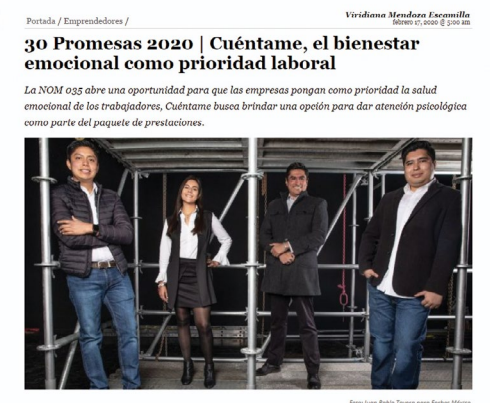 Viridiana Mendoza Escamilla
Portada / Emprendedores /
febrero 17, 2020 @ 5:00 am
30 Promesas 2020 | Cuéntame, el bienestar
emocional como prioridad laboral
La NOM 035 abre una oportunidad para que las empresas pongan como prioridad la salud
emocional de los trabajadores, Cuéntame busca brindar una opción para dar atención psicológica
como parte del paquete de prestaciones.